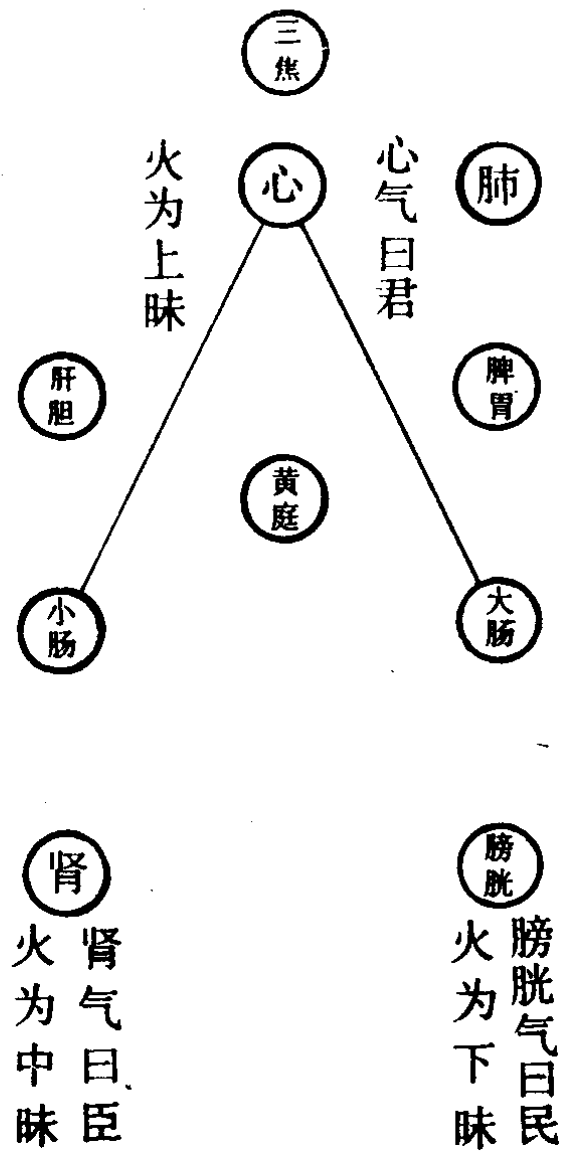 三焦
肺
心气曰君
心
火为上昧
脾胃
肝胆
黄庭
大肠
小肠
膀胱
膀胱气曰民
火为下昧
肾
肾气曰臣
火为中昧